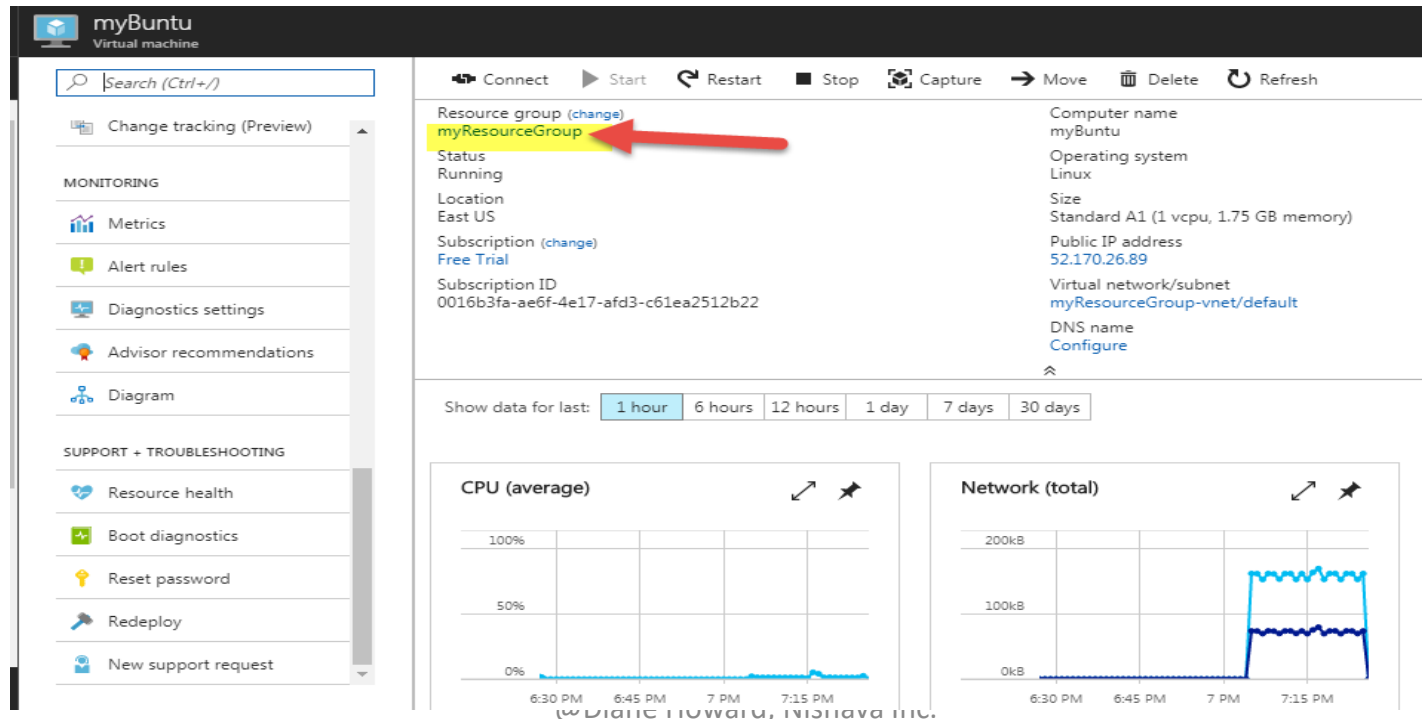 myBuntu
Virtual machine
Search (Ctrl+/)
Change tracking (Preview)
MONITORING
Metrics
Alert rules
Diagnostics settings
Advisor recommendations
Diagram
SUPPORT + TROUBLESHOOTING
Resource health
Boot diagnostics
Reset password
Redeploy
New support request
Connect Start Restart Stop Capture Move Delete Refresh
Resource group (change)
myResourceGroup
Status
Running
Location
East US
Subscription (change)
Free Trial
Subscription ID
0016b3fa-ae6f-4e17-afd3-c61ea2512b22
Computer name
myBuntu
Operating system
Linux
Size
Standard A1 (1 vcpu, 1.75 GB memory)
Public IP address
52.170.26.89
Virtual network/subnet
myResourceGroup-vnet/default
DNS name
Configure
Show data for last: 1 hour 6 hours 12 hours 1 day 7 days 30 days
CPU (average)
100%
50%
0%
6:30 PM 6:45 PM 7 PM 7:15 PM
Network (total)
200kB
100kB
0kB
6:30 PM 6:45 PM 7 PM 7:15 PM
@Diane Howard, Nishava Inc.